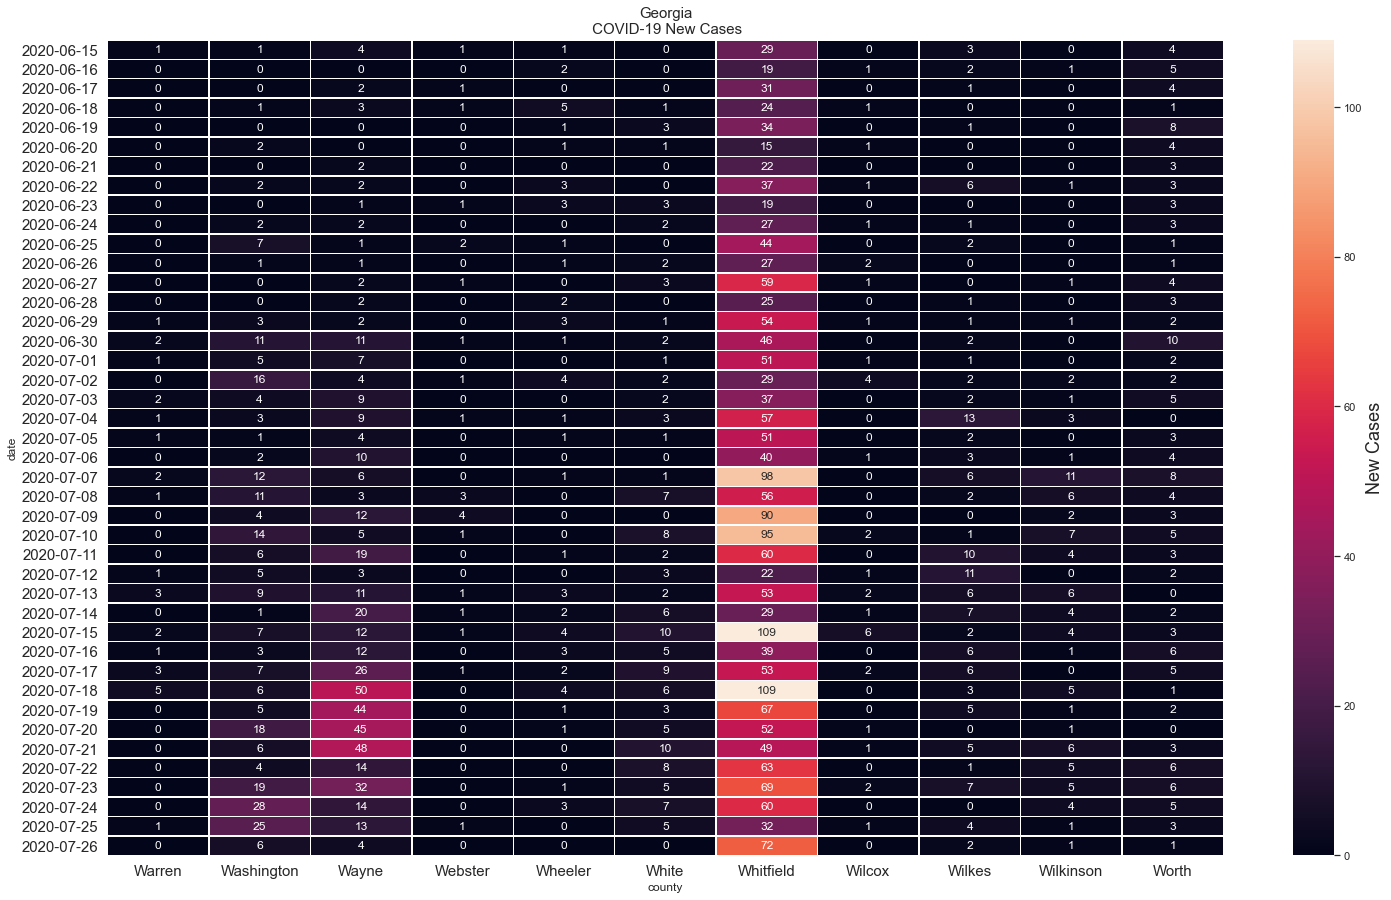 Georgia
COVID-19 New Cases
2020-06-15 1 1 4 1 1 0 29 0 3 0 4
2020-06-16 0 0 0 0 2 0 19 1 2 1 5
2020-06-17 0 0 2 1 0 0 31 0 1 0 4
2020-06-18 0 1 3 1 5 1 24 1 0 0 1
2020-06-19 0 0 0 0 1 3 34 0 1 0 8
2020-06-20 0 2 0 0 1 1 15 1 0 0 4
2020-06-21 0 0 2 0 0 0 22 0 0 0 3
2020-06-22 0 2 2 0 3 0 37 1 6 1 3
2020-06-23 0 0 1 1 3 3 19 0 0 0 3
2020-06-24 0 2 2 0 0 2 27 1 1 0 3
2020-06-25 0 7 1 2 1 0 44 0 2 0 1
2020-06-26 0 1 1 0 1 2 27 2 0 0 1
2020-06-27 0 0 2 1 0 3 59 1 0 1 4
2020-06-28 0 0 2 0 2 0 25 0 1 0 3
2020-06-29 1 3 2 0 3 1 54 1 1 1 2
2020-06-30 2 11 11 1 1 2 46 0 2 0 10
2020-07-01 1 5 7 0 0 1 51 1 1 0 2
2020-07-02 0 16 4 1 4 2 29 4 2 2 2
2020-07-03 2 4 9 0 0 2 37 0 2 1 5
2020-07-04 1 3 9 1 1 3 57 0 13 3 0
2020-07-05 1 1 4 0 1 1 51 0 2 0 3
2020-07-06 0 2 10 0 0 0 40 1 3 1 4
2020-07-07 2 12 6 0 1 1 98 0 6 11 8
2020-07-08 1 11 3 3 0 7 56 0 2 6 4
2020-07-09 0 4 12 4 0 0 90 0 0 2 3
2020-07-10 0 14 5 1 0 8 95 2 1 7 5
2020-07-11 0 6 19 0 1 2 60 0 10 4 3
2020-07-12 1 5 3 0 0 3 22 1 11 0 2
2020-07-13 3 9 11 1 3 2 53 2 6 6 0
2020-07-14 0 1 20 1 2 6 29 1 7 4 2
2020-07-15 2 7 12 1 4 10 109 6 2 4 3
2020-07-16 1 3 12 0 3 5 39 0 6 1 6
2020-07-17 3 7 26 1 2 9 53 2 6 0 5
2020-07-18 5 6 50 0 4 6 109 0 3 5 1
2020-07-19 0 5 44 0 1 3 67 0 5 1 2
2020-07-20 0 18 45 0 1 5 52 1 0 1 0
2020-07-21 0 6 48 0 0 10 49 1 5 6 3
2020-07-22 0 4 14 0 0 8 63 0 1 5 6
2020-07-23 0 19 32 0 1 5 69 2 7 5 6
2020-07-24 0 28 14 0 3 7 60 0 0 4 5
2020-07-25 1 25 13 1 0 5 32 1 4 1 3
2020-07-26 0 6 4 0 0 0 72 0 2 1 1
Warren Washington Wayne Webster Wheeler White Whitfield Wilcox Wilkes Wilkinson Worth
county
date
100
80
60
40
20
0
New Cases